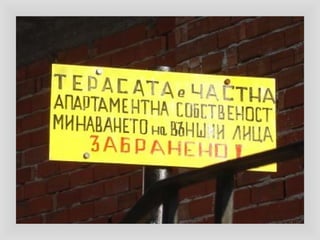 ТЕРАСАТА е ЧАСТНА
АПАРТАМЕНТНА СОБСТВЕНОСТ
МИНАВАНЕТО на ВЪНШНИ ЛИЦА
ЗАБРАНЕНО!